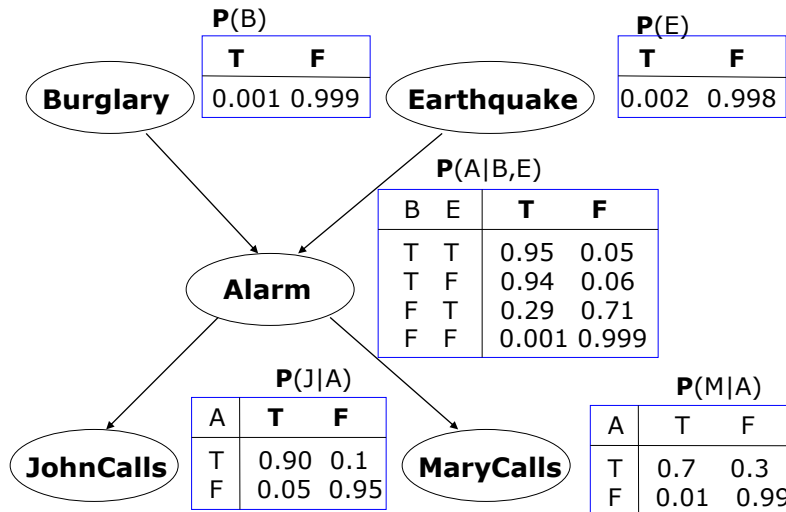 P(B)
T F
0.001 0.999
Burglary
P(E)
T F
0.002 0.998
Earthquake
P(A|B,E)
B E T F
T T 0.95 0.05
T F 0.94 0.06
F T 0.29 0.71
F F 0.001 0.999
Alarm
P(J|A)
A T F
T 0.90 0.1
F 0.05 0.95
JohnCalls
P(M|A)
A T F
T 0.7 0.3
F 0.01 0.99
MaryCalls